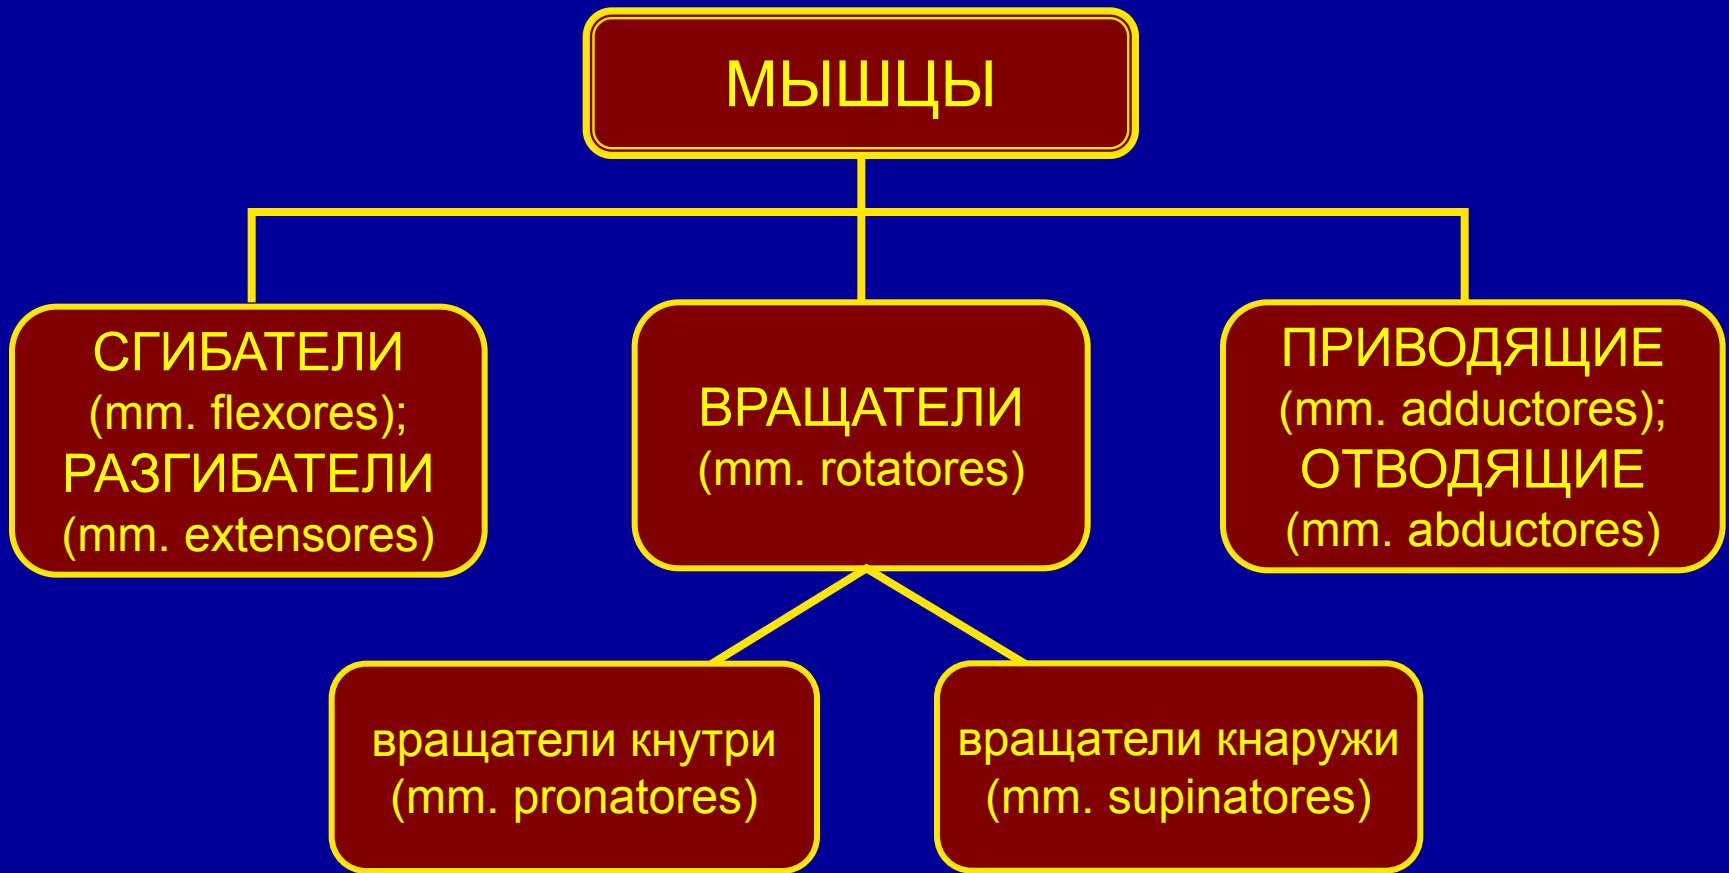 МЫШЦЫ
СГИБАТЕЛИ
(mm. flexores);
РАЗГИБАТЕЛИ
(mm. extensores)
ВРАЩАТЕЛИ
(mm. rotatores)
ПРИВОДЯЩИЕ
(mm. adductores);
ОТВОДЯЩИЕ
(mm. abductores)
вращатели кнутри
(mm. pronatores)
вращатели кнаружи
(mm. supinatores)